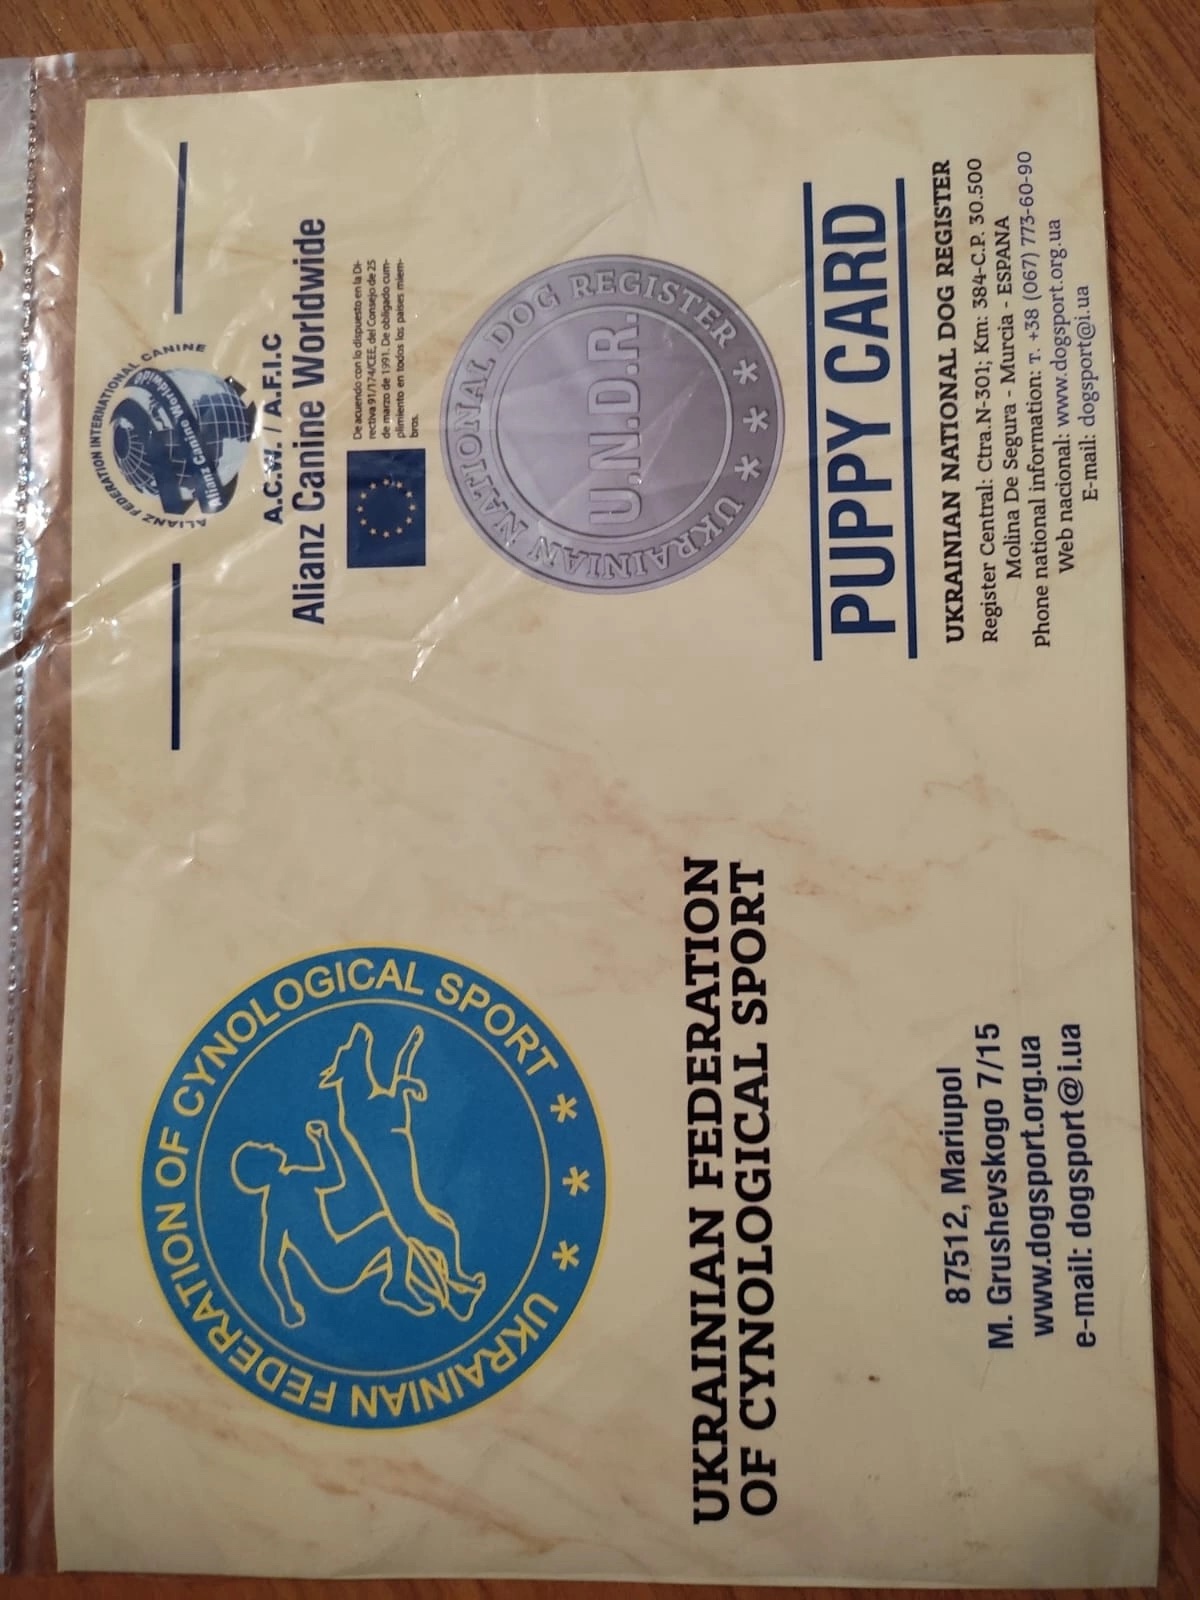 UKRAINIAN FEDERATION OF CYNOLOGICAL SPORT * * *
UKRAINIAN FEDERATION
OF CYNOLOGICAL SPORT
87512, Mariupol
M. Grushevskogo 7/15
www.dogsport.org.ua
e-mail: dogsport@i.ua
ALIANZ FEDERATION INTERNATIONAL CANINE
Alianz Canine Worldwide
A.C.W. / A.F.I.C
Alianz Canine Worldwide
De acuendo con lo dispuesto en la Di-
rectiva 91/174/CEE, del Consejo de 25
de marzo de 1991. De obligado cum-
plimiento en todos los paises miem-
bros.
UKRAINIAN NATIONAL DOG REGISTER * * *
U.N.D.R.
PUPPY CARD
UKRAINIAN NATIONAL DOG REGISTER
Register Central: Ctra.N-301; Km: 384-C.P. 30.500
Molina De Segura - Murcia - ESPANA
Phone national information: T. +38 (067) 773-60-90
Web nacional: www.dogsport.org.ua
E-mail: dogsport@i.ua